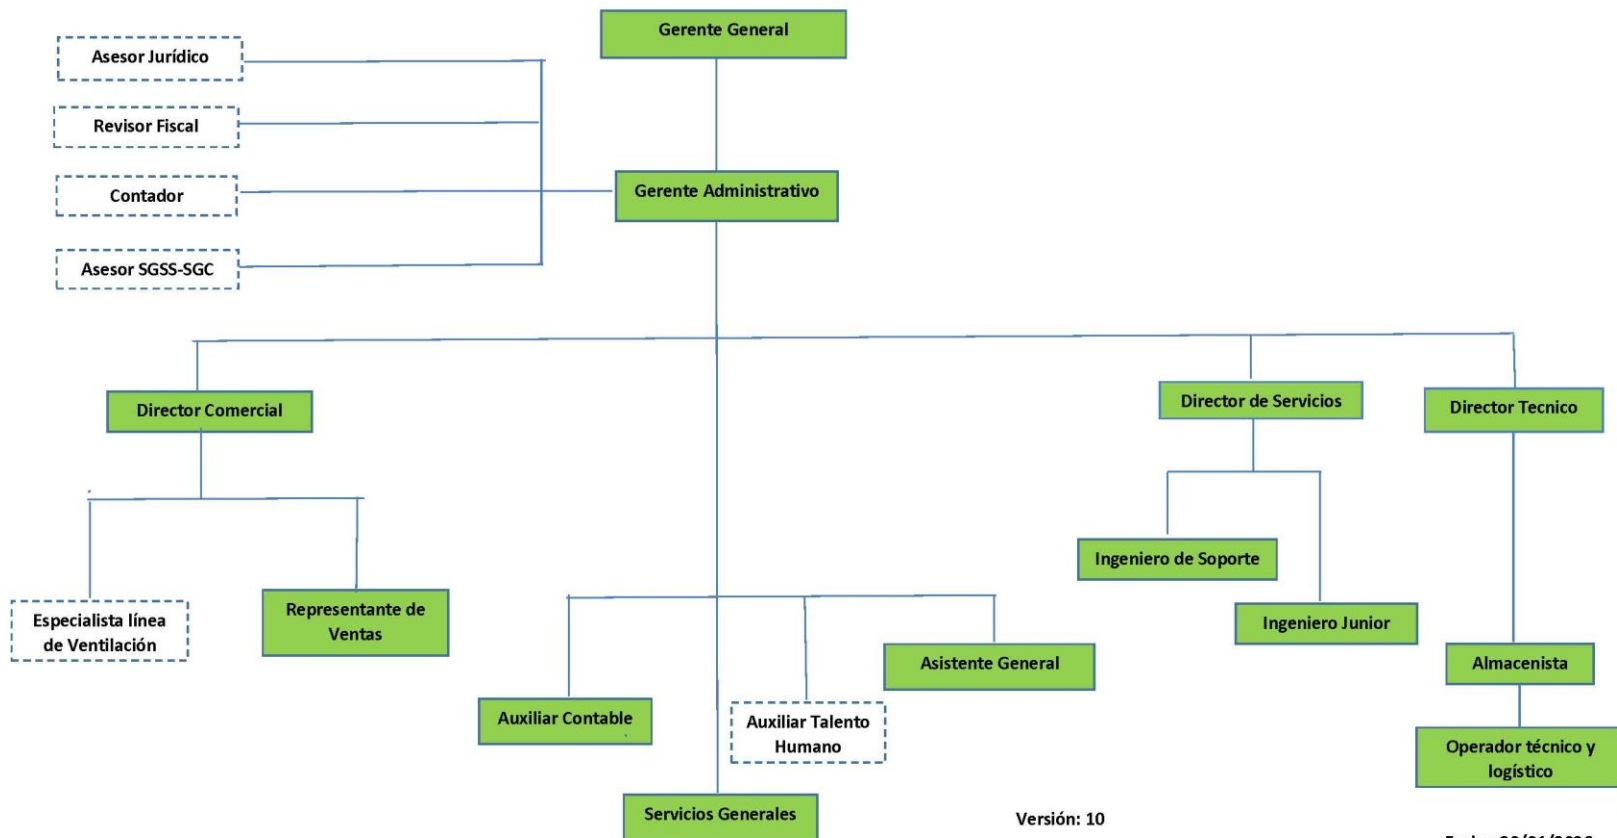 Gerente General
Asesor Jurídico
Revisor Fiscal
Contador
Gerente Administrativo
Asesor SGSS-SGC
Director Comercial
Director de Servicios
Director Tecnico
Ingeniero de Soporte
Especialista línea
de Ventilación
Representante de
Ventas
Ingeniero Junior
Asistente General
Almacenista
Auxiliar Contable
Auxiliar Talento
Humano
Operador técnico y
logístico
Servicios Generales
Versión: 10